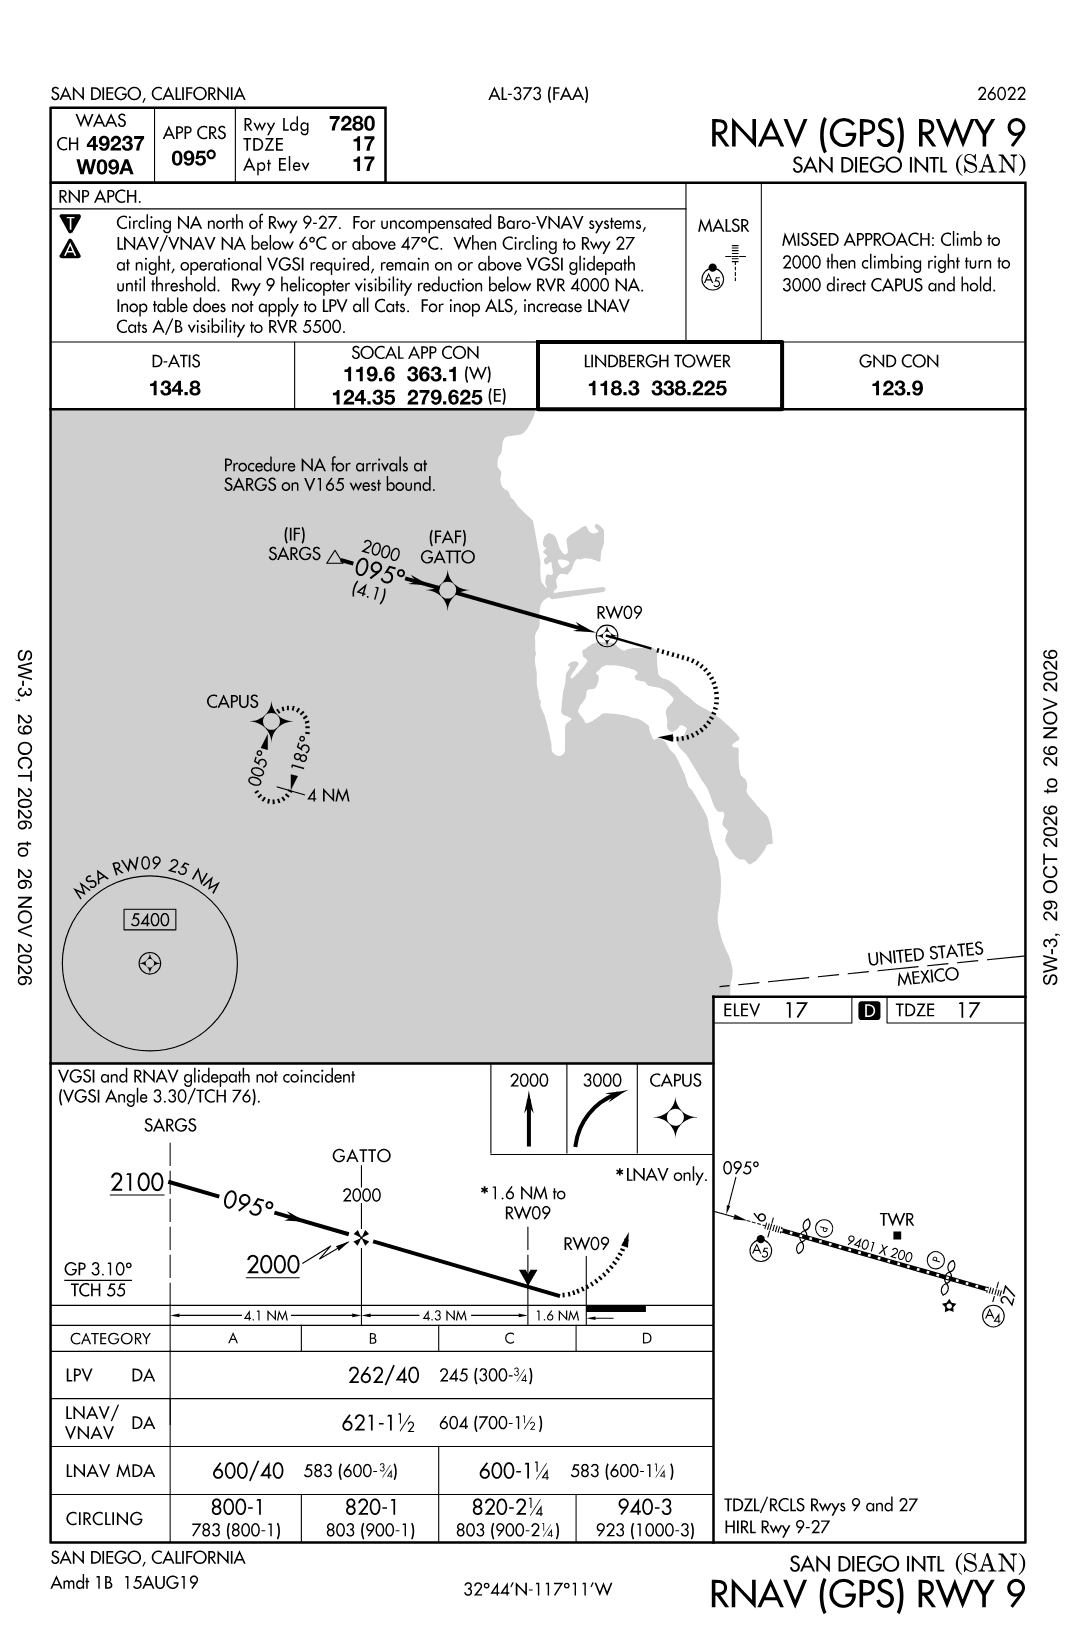 SAN DIEGO, CALIFORNIA
AL-373 (FAA)
26022
WAAS
CH 49237
W09A
APP CRS
095°
Rwy Ldg 7280
TDZE 17
Apt Elev 17
RNAV (GPS) RWY 9
SAN DIEGO INTL (SAN)
RNP APCH.
T
A
Circling NA north of Rwy 9-27. For uncompensated Baro-VNAV systems,
LNAV/VNAV NA below 6°C or above 47°C. When Circling to Rwy 27
at night, operational VGSI required, remain on or above VGSI glidepath
until threshold. Rwy 9 helicopter visibility reduction below RVR 4000 NA.
Inop table does not apply to LPV all Cats. For inop ALS, increase LNAV
Cats A/B visibility to RVR 5500.
MALSR
A5
MISSED APPROACH: Climb to
2000 then climbing right turn to
3000 direct CAPUS and hold.
D-ATIS
134.8
SOCAL APP CON
119.6 363.1 (W)
124.35 279.625 (E)
LINDBERGH TOWER
118.3 338.225
GND CON
123.9
Procedure NA for arrivals at
SARGS on V165 west bound.
(IF)
SARGS
2000
095°
(4.1)
(FAF)
GATTO
RW09
CAPUS
005°
185°
4 NM
MSA RW09 25 NM
5400
UNITED STATES
MEXICO
SW-3, 29 OCT 2026 to 26 NOV 2026
SW-3, 29 OCT 2026 to 26 NOV 2026
ELEV 17
D
TDZE 17
095°
9
A5
P
TWR
9401 X 200
P
27
A4
TDZL/RCLS Rwys 9 and 27
HIRL Rwy 9-27
VGSI and RNAV glidepath not coincident
(VGSI Angle 3.30/TCH 76).
2000
3000
CAPUS
SARGS
2100
095°
GATTO
2000
2000
*LNAV only.
*1.6 NM to
RW09
RW09
GP 3.10°
TCH 55
4.1 NM
4.3 NM
1.6 NM
CATEGORY A B C D
LPV DA 262/40 245 (300-¾)
LNAV/
VNAV DA 621-1½ 604 (700-1½)
LNAV MDA 600/40 583 (600-¾) 600-1¼ 583 (600-1¼)
CIRCLING
800-1
783 (800-1)
820-1
803 (900-1)
820-2¼
803 (900-2¼)
940-3
923 (1000-3)
SAN DIEGO, CALIFORNIA
Amdt 1B 15AUG19
32°44'N-117°11'W
SAN DIEGO INTL (SAN)
RNAV (GPS) RWY 9